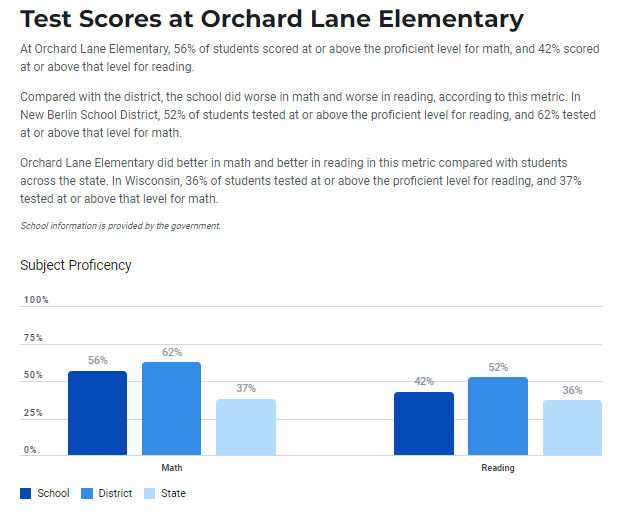 Test Scores at Orchard Lane Elementary
At Orchard Lane Elementary, 56% of students scored at or above the proficient level for math, and 42% scored
at or above that level for reading.
Compared with the district, the school did worse in math and worse in reading, according to this metric. In
New Berlin School District, 52% of students tested at or above the proficient level for reading, and 62% tested
at or above that level for math.
Orchard Lane Elementary did better in math and better in reading in this metric compared with students
across the state. In Wisconsin, 36% of students tested at or above the proficient level for reading, and 37%
tested at or above that level for math.
School information is provided by the government.
Subject Proficency
100%
75%
50%
25%
0%
56%
62%
37%
42%
52%
36%
Math
Reading
School District State